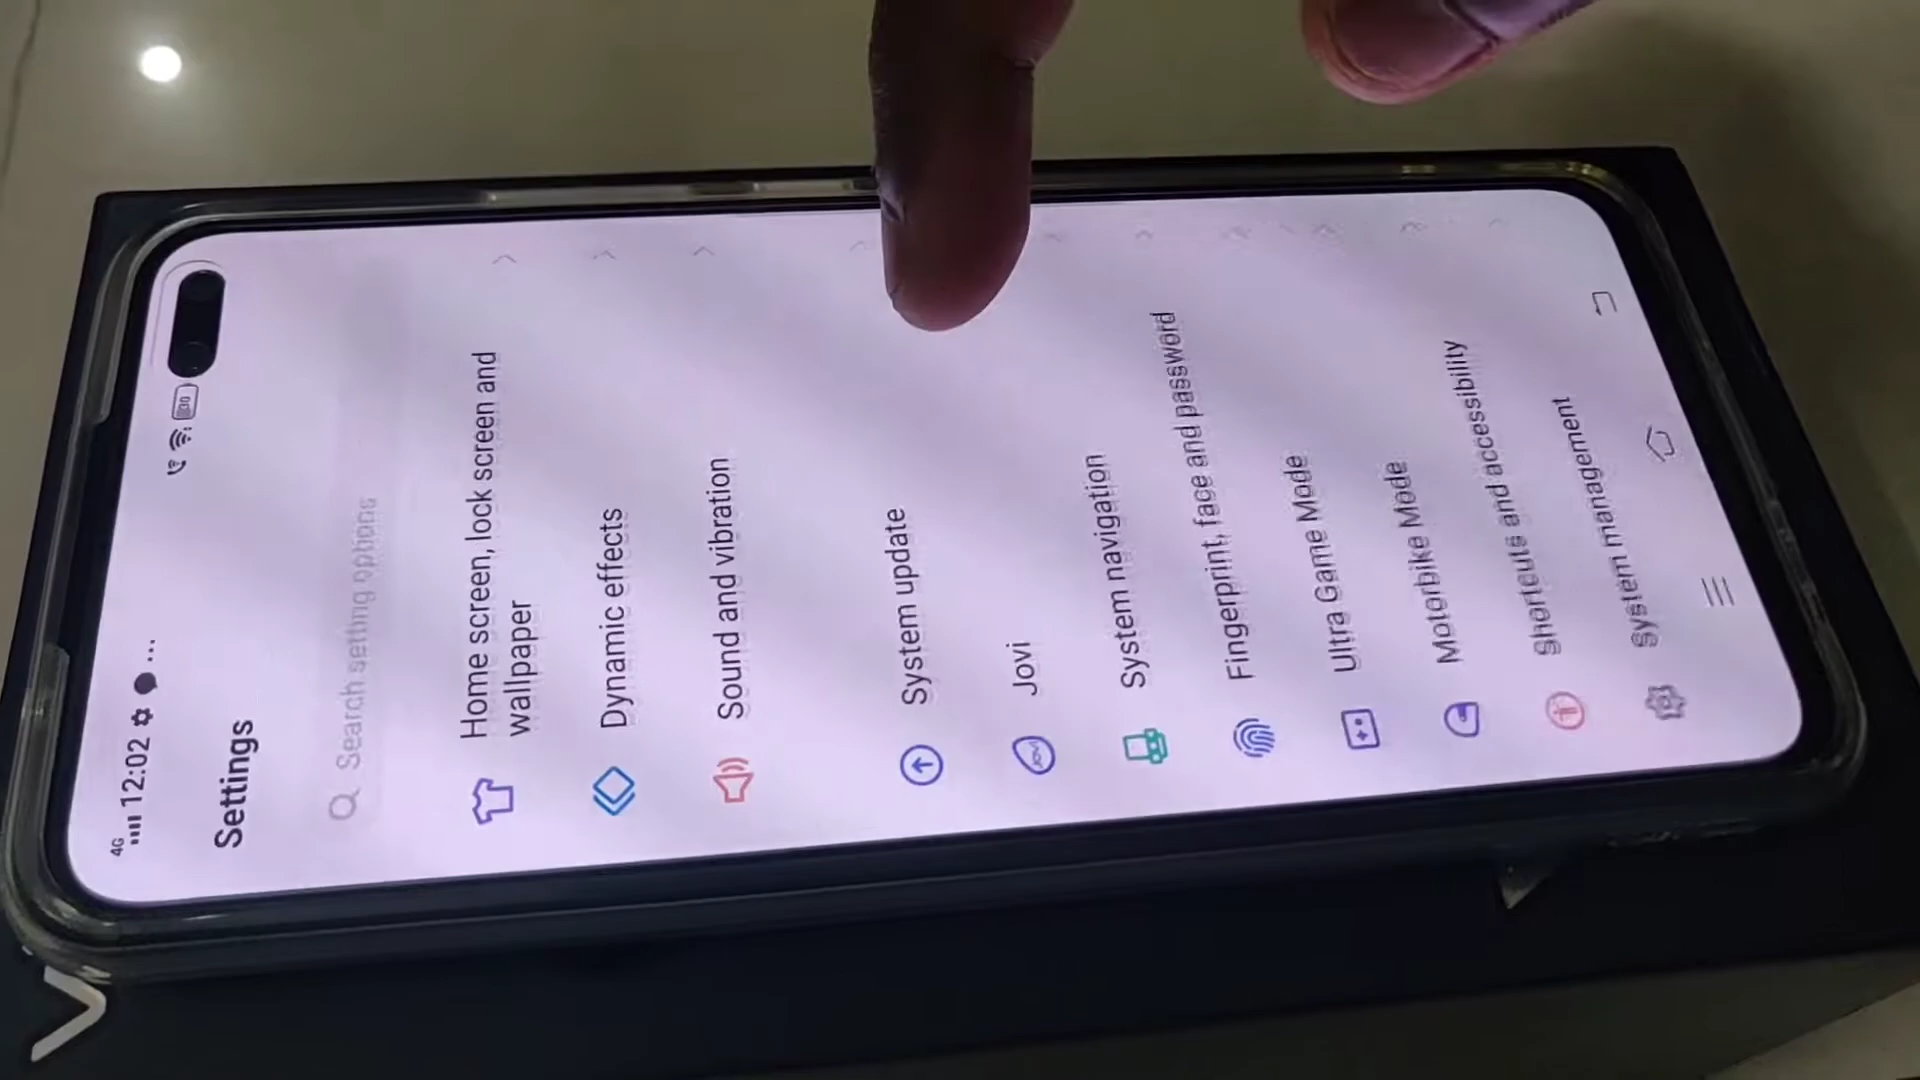 4G 12:02 ...
30
Settings
Search setting options
Home screen, lock screen and
wallpaper
Dynamic effects
Sound and vibration
System update
Jovi
System navigation
Fingerprint, face and password
Ultra Game Mode
Motorbike Mode
Shortcuts and accessibility
System management
V